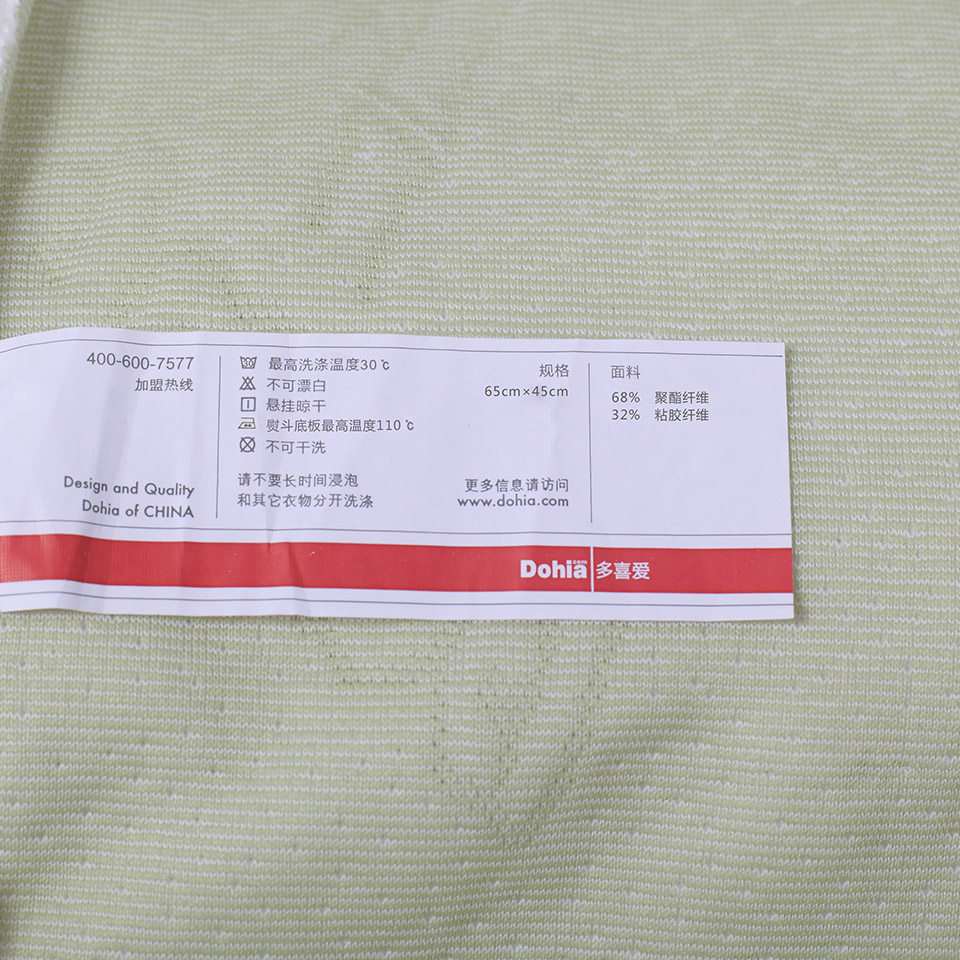 400-600-7577
加盟热线
Design and Quality
Dohia of CHINA
最高洗涤温度30℃
不可漂白
悬挂晾干
熨斗底板最高温度110℃
不可干洗
请不要长时间浸泡
和其它衣物分开洗涤
规格
65cm×45cm
更多信息请访问
www.dohia.com
面料
68% 聚酯纤维
32% 粘胶纤维
Dohia.com 多喜爱